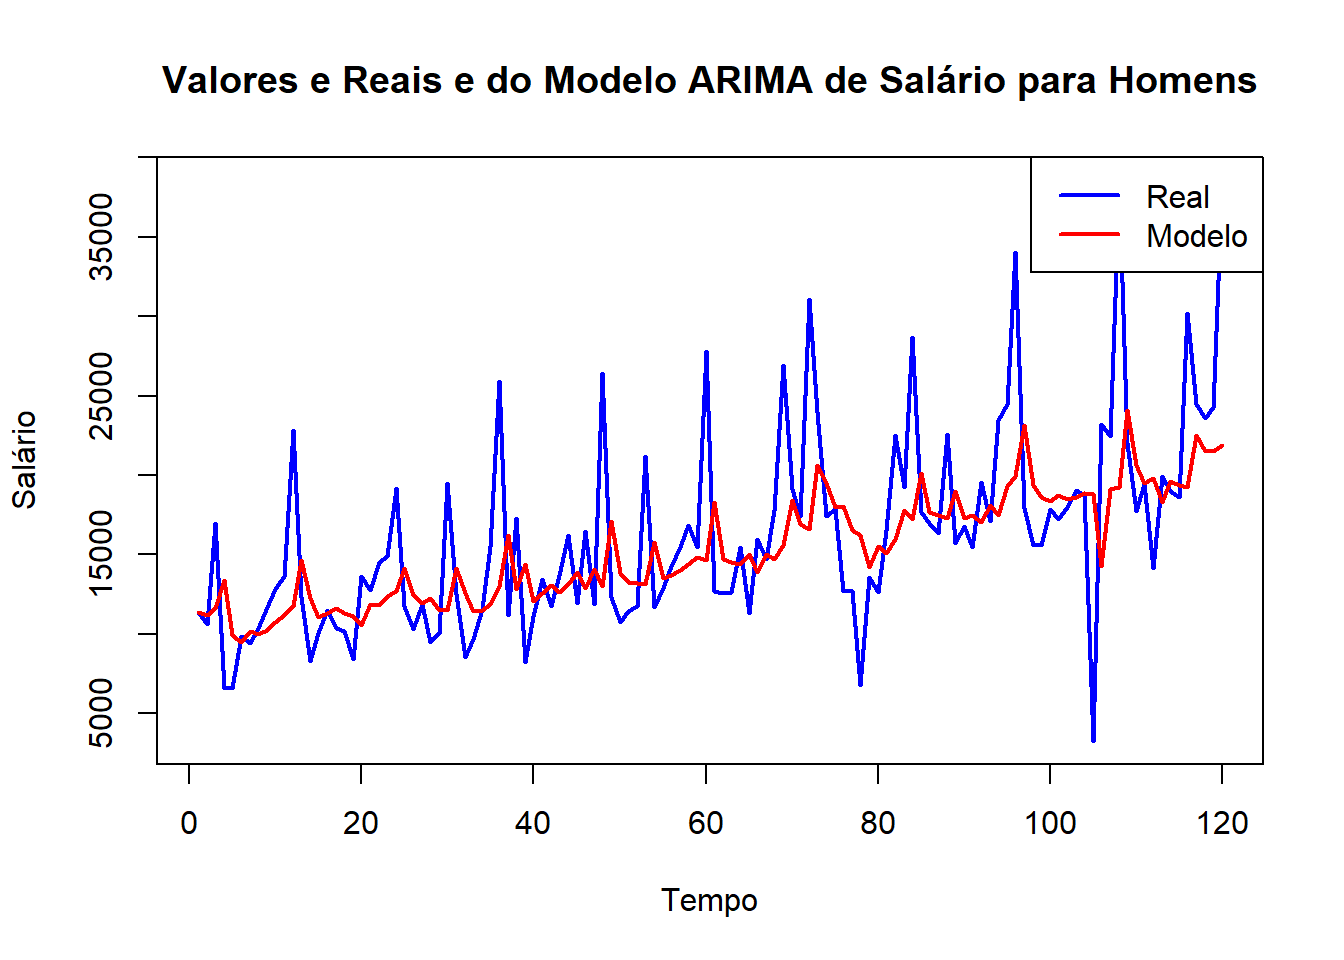 Valores e Reais e do Modelo ARIMA de Salário para Homens
Real
Modelo
35000
25000
15000
5000
Salário
0 20 40 60 80 100 120
Tempo